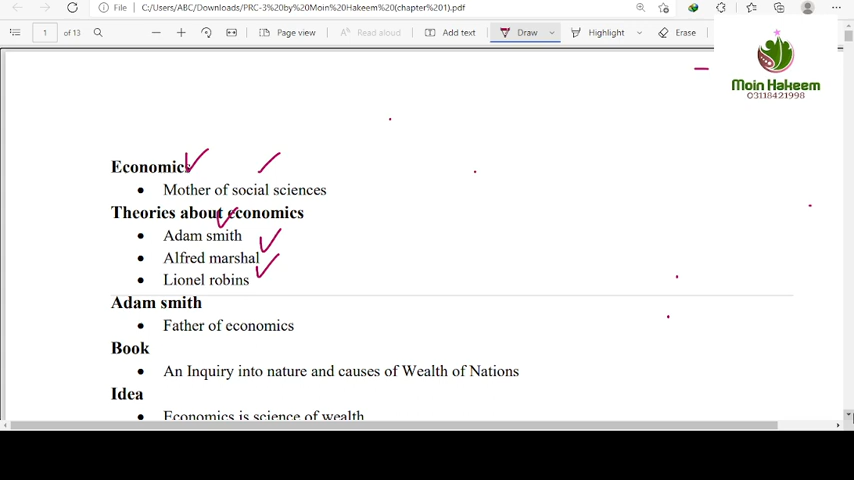 File
C:/Users/ABC/Downloads/PRC-3%20by%20Moin%20Hakeem%20(chapter%201).pdf
1 of 13
Page view
Read aloud
Add text
Draw
Highlight
Erase
Moin Hakeem
03118421998
Economics
• Mother of social sciences
Theories about economics
• Adam smith
• Alfred marshal
• Lionel robins
Adam smith
• Father of economics
Book
• An Inquiry into nature and causes of Wealth of Nations
Idea
• Economics is science of wealth